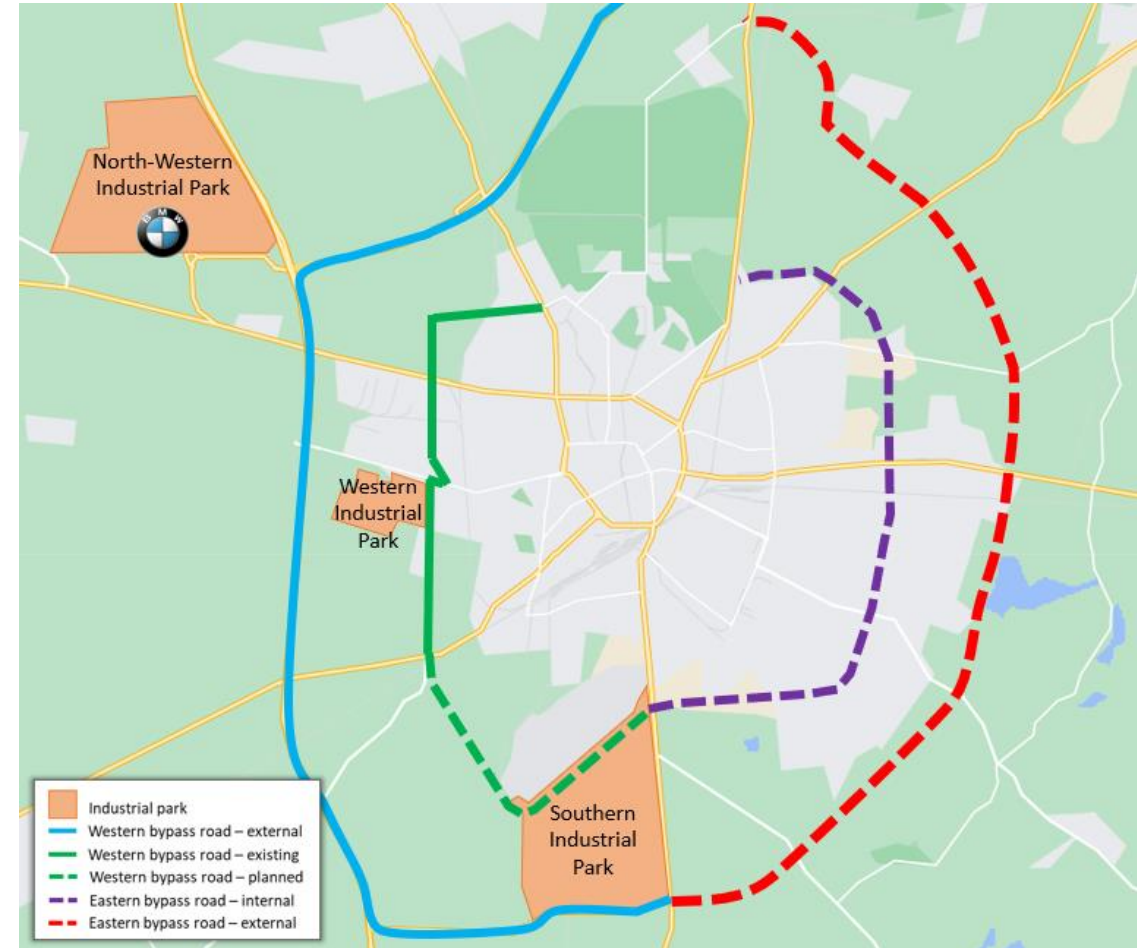 North-Western
Industrial Park
BMW
Western
Industrial
Park
Southern
Industrial
Park
Industrial park
Western bypass road – external
Western bypass road – existing
Western bypass road – planned
Eastern bypass road – internal
Eastern bypass road – external